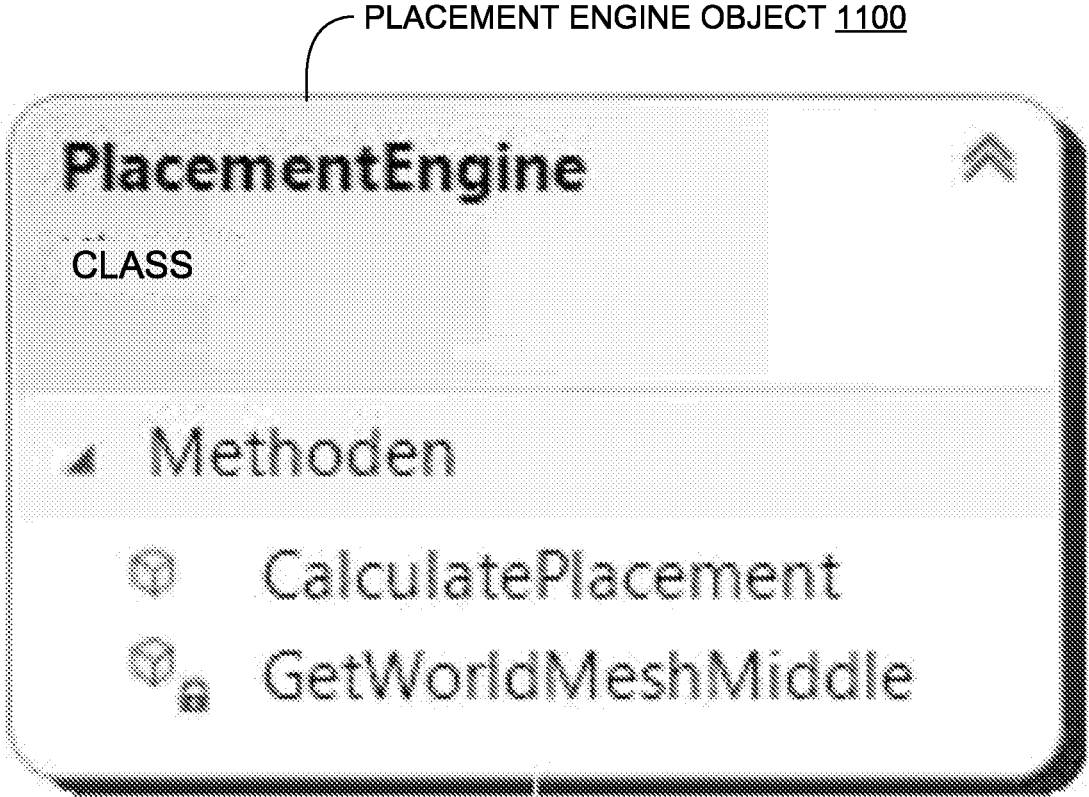 PLACEMENT ENGINE OBJECT 1100
PlacementEngine
CLASS
Methoden
CalculatePlacement
GetWorldMeshMiddle